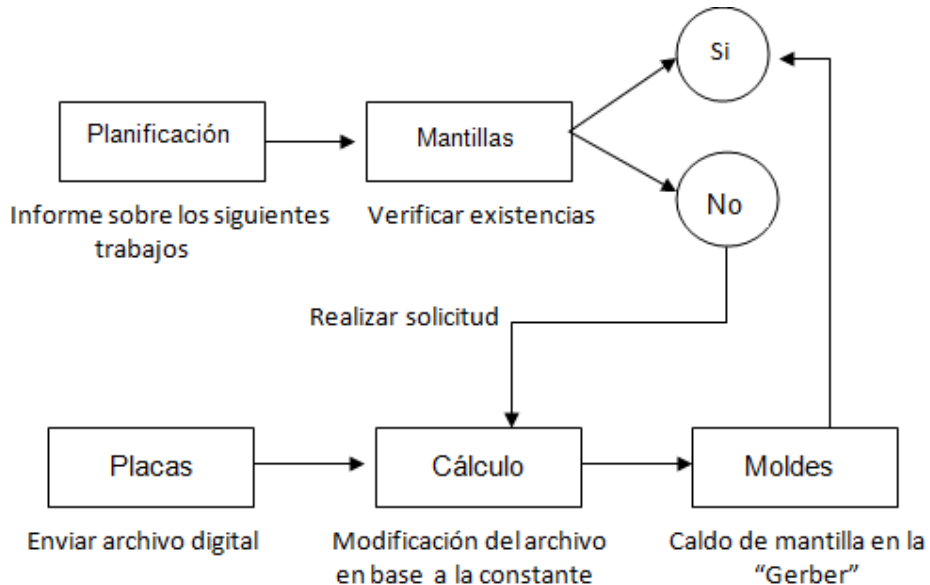 Si
Planificación
Mantillas
No
Informe sobre los siguientes
trabajos
Verificar existencias
Realizar solicitud
Placas
Cálculo
Moldes
Enviar archivo digital
Modificación del archivo
en base a la constante
Caldo de mantilla en la
“Gerber”